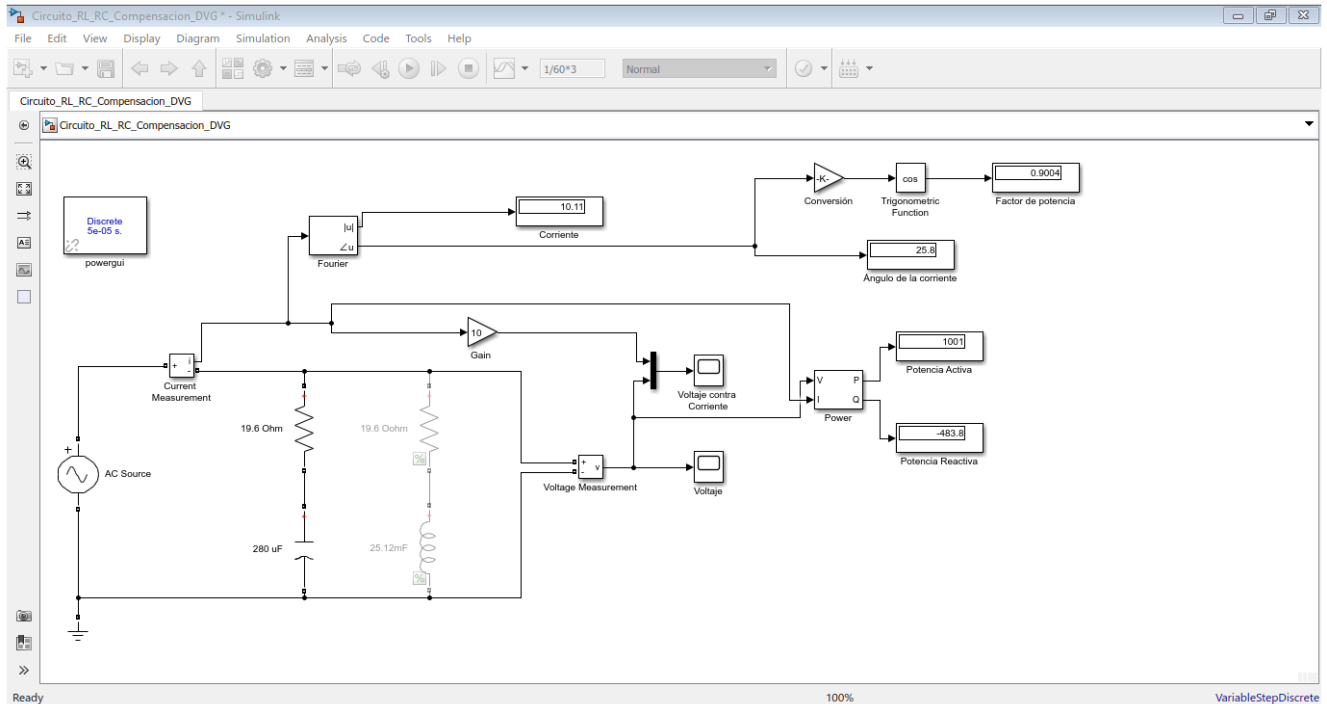 Circuito_RL_RC_Compensacion_DVG * - Simulink
File Edit View Display Diagram Simulation Analysis Code Tools Help
1/60*3 Normal
Circuito_RL_RC_Compensacion_DVG
Circuito_RL_RC_Compensacion_DVG
Discrete
5e-05 s.
powergui
|u|
∠u
Fourier
10.11
Corriente
-K-
Conversión
cos
Trigonometric
Function
0.9004
Factor de potencia
25.8
Ángulo de la corriente
10
Gain
+
-
i
Current
Measurement
Voltaje contra
Corriente
V
I
P
Q
Power
1001
Potencia Activa
-483.8
Potencia Reactiva
+
AC Source
19.6 Ohm
19.6 Oohm
%
+
-
v
Voltage Measurement
Voltaje
280 uF
25.12mF
%
Ready 100% VariableStepDiscrete